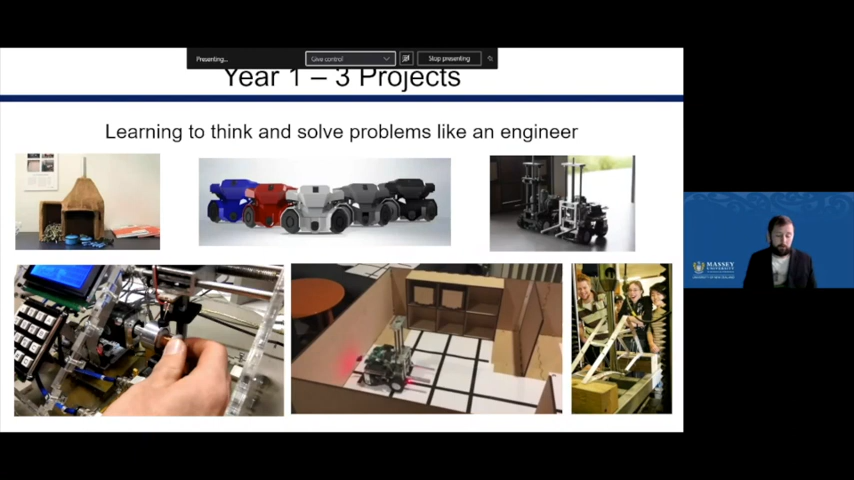 Presenting...
Give control
Stop presenting
Year 1 – 3 Projects
Learning to think and solve problems like an engineer
MASSEY
UNIVERSITY